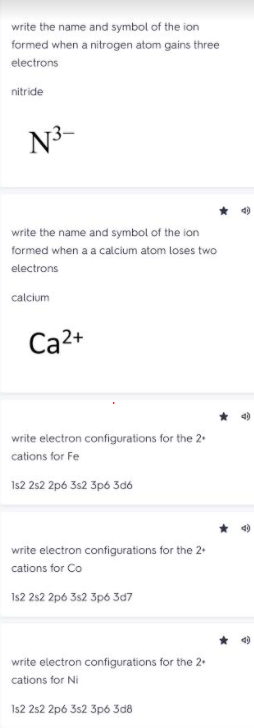 write the name and symbol of the ion
formed when a nitrogen atom gains three
electrons
nitride
N³⁻
write the name and symbol of the ion
formed when a a calcium atom loses two
electrons
calcium
Ca²⁺
write electron configurations for the 2+
cations for Fe
1s2 2s2 2p6 3s2 3p6 3d6
write electron configurations for the 2+
cations for Co
1s2 2s2 2p6 3s2 3p6 3d7
write electron configurations for the 2+
cations for Ni
1s2 2s2 2p6 3s2 3p6 3d8